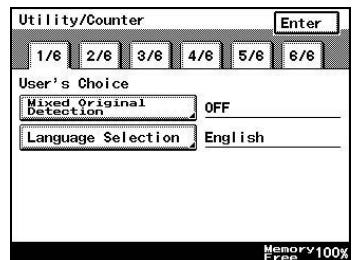 Utility/Counter Enter
1/6 2/6 3/6 4/6 5/6 6/6
User's Choice
Mixed Original
Detection
OFF
Language Selection English
Memory
Free 100%